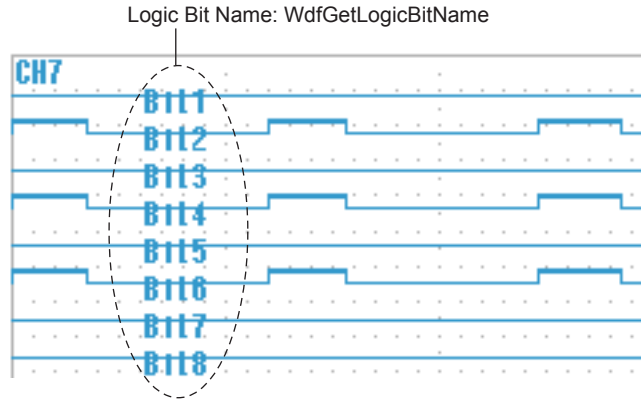 Logic Bit Name: WdfGetLogicBitName
CH7
Bit1
Bit2
Bit3
Bit4
Bit5
Bit6
Bit7
Bit8